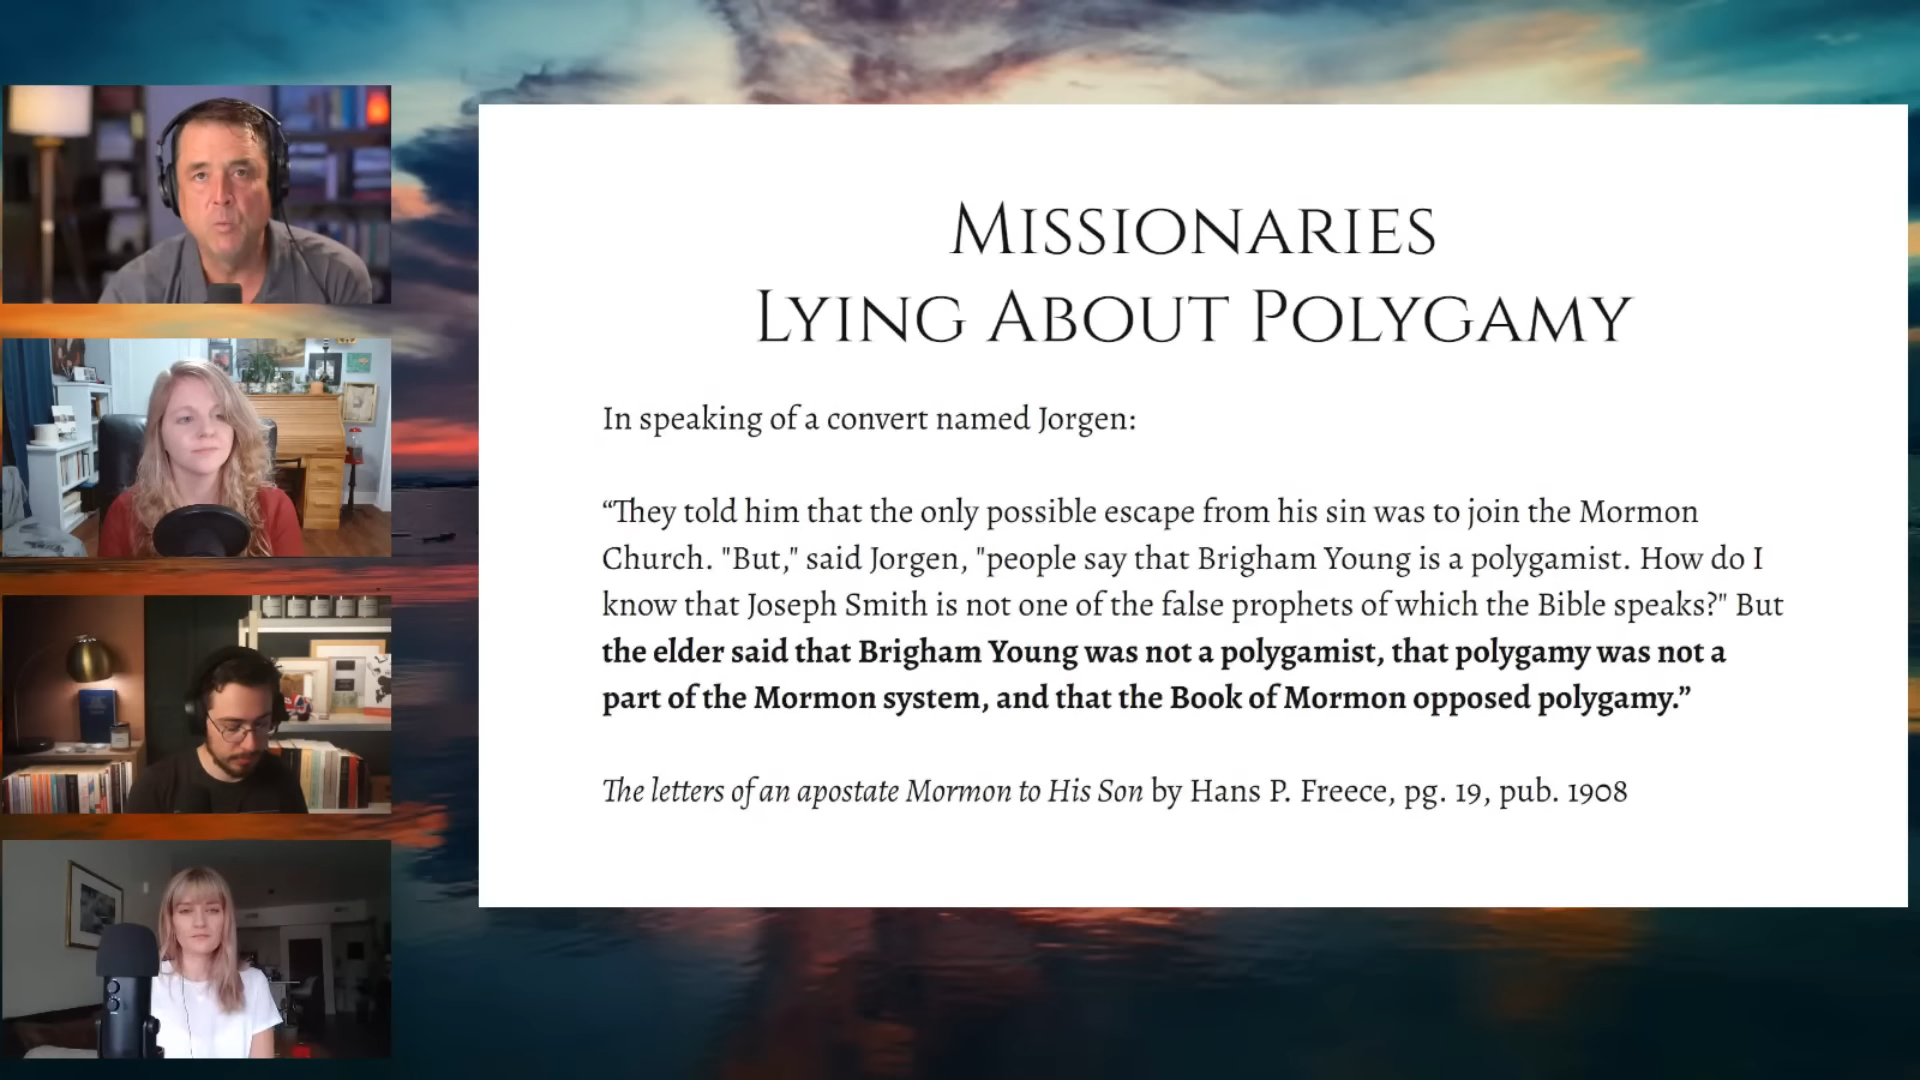 MISSIONARIES
LYING ABOUT POLYGAMY
In speaking of a convert named Jorgen:
“They told him that the only possible escape from his sin was to join the Mormon
Church. "But," said Jorgen, "people say that Brigham Young is a polygamist. How do I
know that Joseph Smith is not one of the false prophets of which the Bible speaks?" But
the elder said that Brigham Young was not a polygamist, that polygamy was not a
part of the Mormon system, and that the Book of Mormon opposed polygamy.”
The letters of an apostate Mormon to His Son by Hans P. Freece, pg. 19, pub. 1908